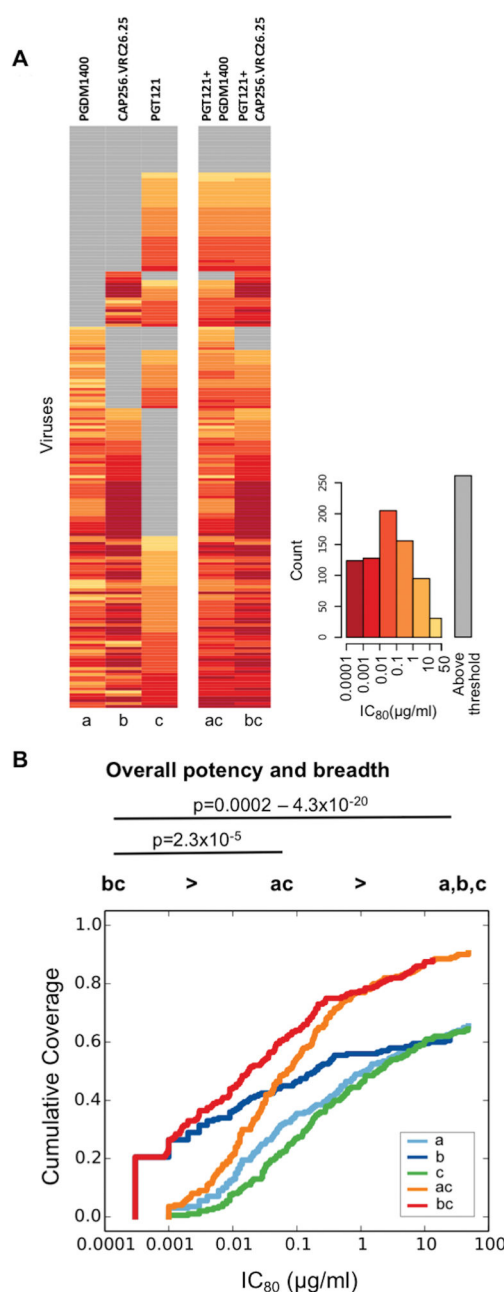 A
PGDM1400
CAP256.VRC26.25
PGT121
PGT121+
PGDM1400
PGT121+
CAP256.VRC26.25
Viruses
a b c ac bc
Count
0 50 100 150 200 250
0.0001 0.001 0.01 0.1 1 10 50
Above
threshold
IC80(μg/ml)
B
Overall potency and breadth
p=0.0002 – 4.3x10-20
p=2.3x10-5
bc > ac > a,b,c
Cumulative Coverage
1.0
0.8
0.6
0.4
0.2
0.0
a
b
c
ac
bc
0.0001 0.001 0.01 0.1 1 10 100
IC80 (μg/ml)